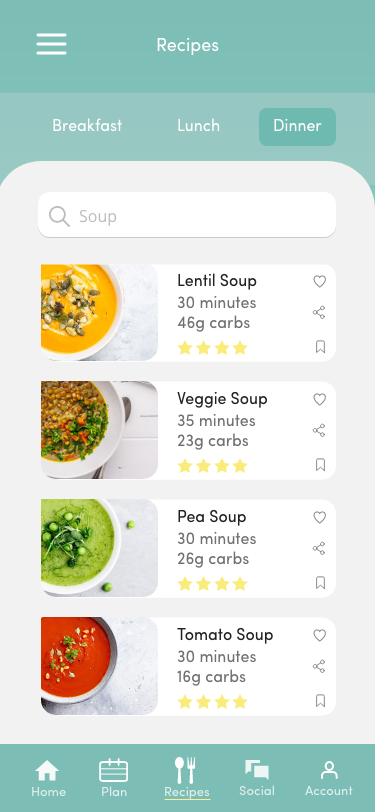 Recipes
Breakfast Lunch Dinner
Soup
Lentil Soup
30 minutes
46g carbs
Veggie Soup
35 minutes
23g carbs
Pea Soup
30 minutes
26g carbs
Tomato Soup
30 minutes
16g carbs
Home Plan Recipes Social Account